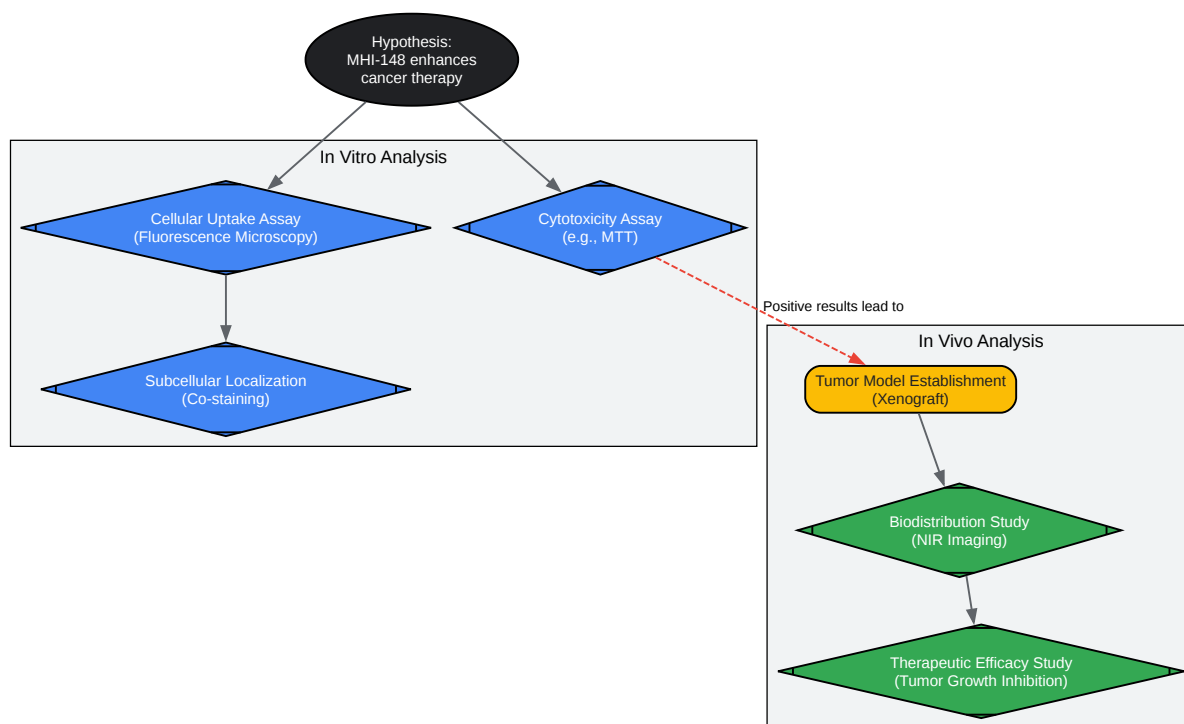 Hypothesis:
MHI-148 enhances
cancer therapy
In Vitro Analysis
Cellular Uptake Assay
(Fluorescence Microscopy)
Cytotoxicity Assay
(e.g., MTT)
Positive results lead to
Subcellular Localization
(Co-staining)
In Vivo Analysis
Tumor Model Establishment
(Xenograft)
Biodistribution Study
(NIR Imaging)
Therapeutic Efficacy Study
(Tumor Growth Inhibition)